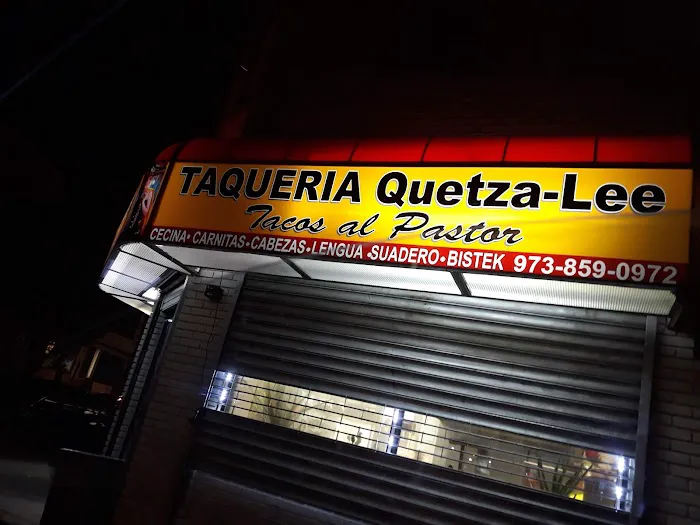 TAQUERIA Quetza-Lee
Tacos al Pastor
CECINA • CARNITAS • CABEZAS • LENGUA • SUADERO • BISTEK 973-859-0972